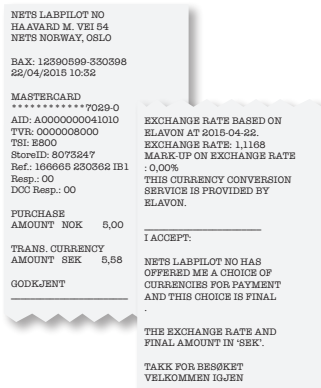 NETS LABPILOT NO
HAAVARD M. VEI 54
NETS NORWAY, OSLO
BAX: 12390599-330398
22/04/2015 10:32
MASTERCARD
************7029-0
AID: A0000000041010
TVR: 0000008000
TSI: E800
StoreID: 8073247
Ref.: 166665 230362 IB1
Resp.: 00
DCC Resp.: 00
PURCHASE
AMOUNT NOK 5,00
TRANS. CURRENCY
AMOUNT SEK 5,58
GODKJENT
EXCHANGE RATE BASED ON
ELAVON AT 2015-04-22.
EXCHANGE RATE: 1,1168
MARK-UP ON EXCHANGE RATE
: 0,00%
THIS CURRENCY CONVERSION
SERVICE IS PROVIDED BY
ELAVON.
I ACCEPT:
NETS LABPILOT NO HAS
OFFERED ME A CHOICE OF
CURRENCIES FOR PAYMENT
AND THIS CHOICE IS FINAL
.
THE EXCHANGE RATE AND
FINAL AMOUNT IN 'SEK'.
TAKK FOR BESØKET
VELKOMMEN IGJEN